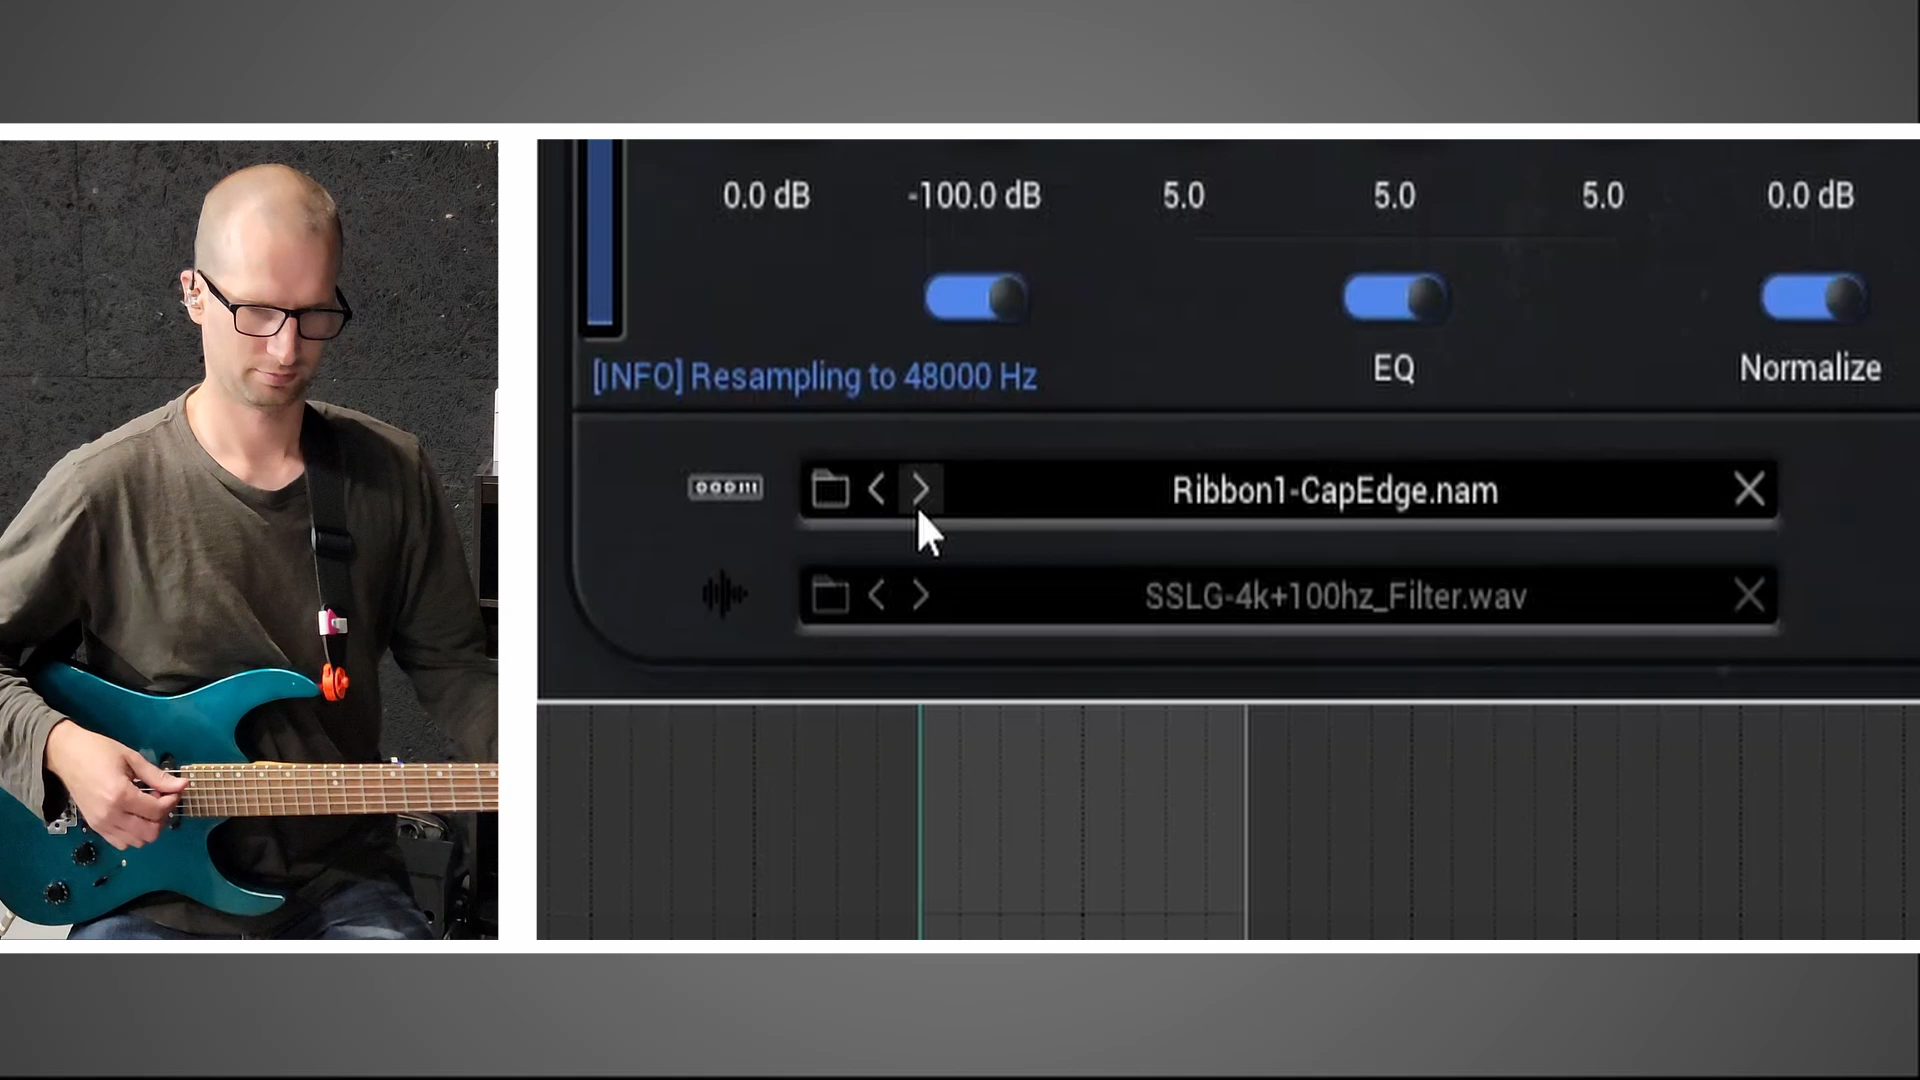 0.0 dB -100.0 dB 5.0 5.0 5.0 0.0 dB
[INFO] Resampling to 48000 Hz EQ Normalize
Ribbon1-CapEdge.nam
SSLG-4k+100hz_Filter.wav